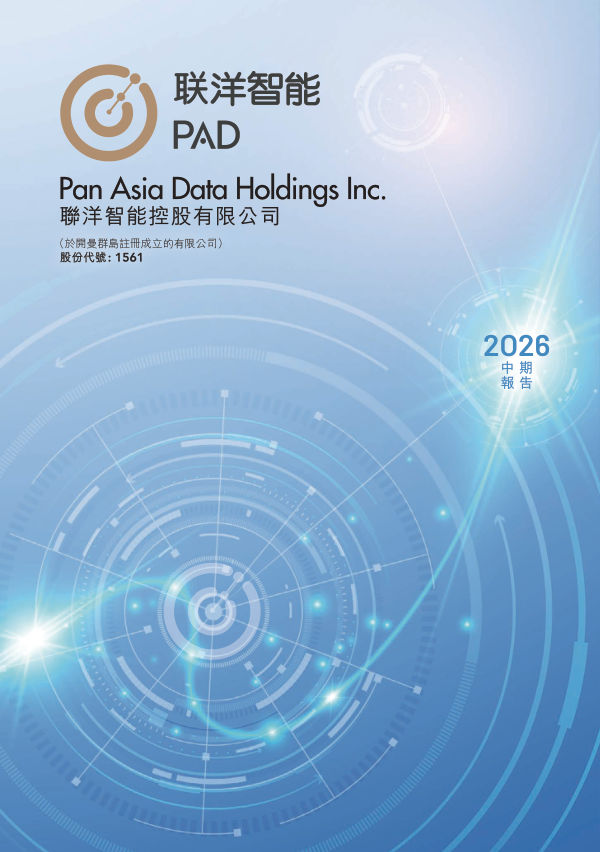 联洋智能
PAD
Pan Asia Data Holdings Inc.
聯洋智能控股有限公司
（於開曼群島註冊成立的有限公司）
股份代號：1561
2026
中期
報告